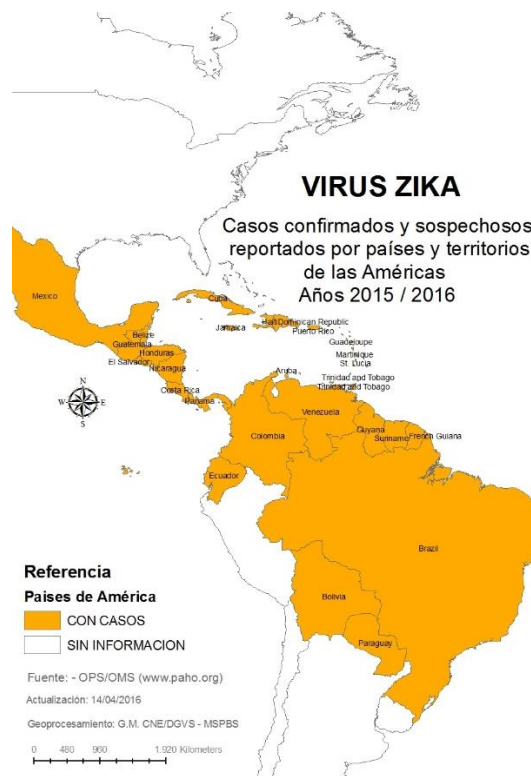 VIRUS ZIKA
Casos confirmados y sospechosos
reportados por países y territorios
de las Américas
Años 2015 / 2016
Mexico
Cuba
Haiti Dominican Republic
Jamaica
Puerto Rico
Belize
Guatemala
Guadeloupe
Honduras
Martinique
El Salvador
St. Lucia
Nicaragua
Aruba
Trinidad and Tobago
Trinidad and Tobago
Costa Rica
Panama
N
W E
S
Venezuela
Guyana
Colombia
Suriname
French Guiana
Ecuador
Brazil
Bolivia
Paraguay
Referencia
Paises de América
CON CASOS
SIN INFORMACION
Fuente: - OPS/OMS (www.paho.org)
Actualización: 14/04/2016
Geoprocesamiento: G.M. CNE/DGVS - MSPBS
0 480 960 1.920 Kilometers